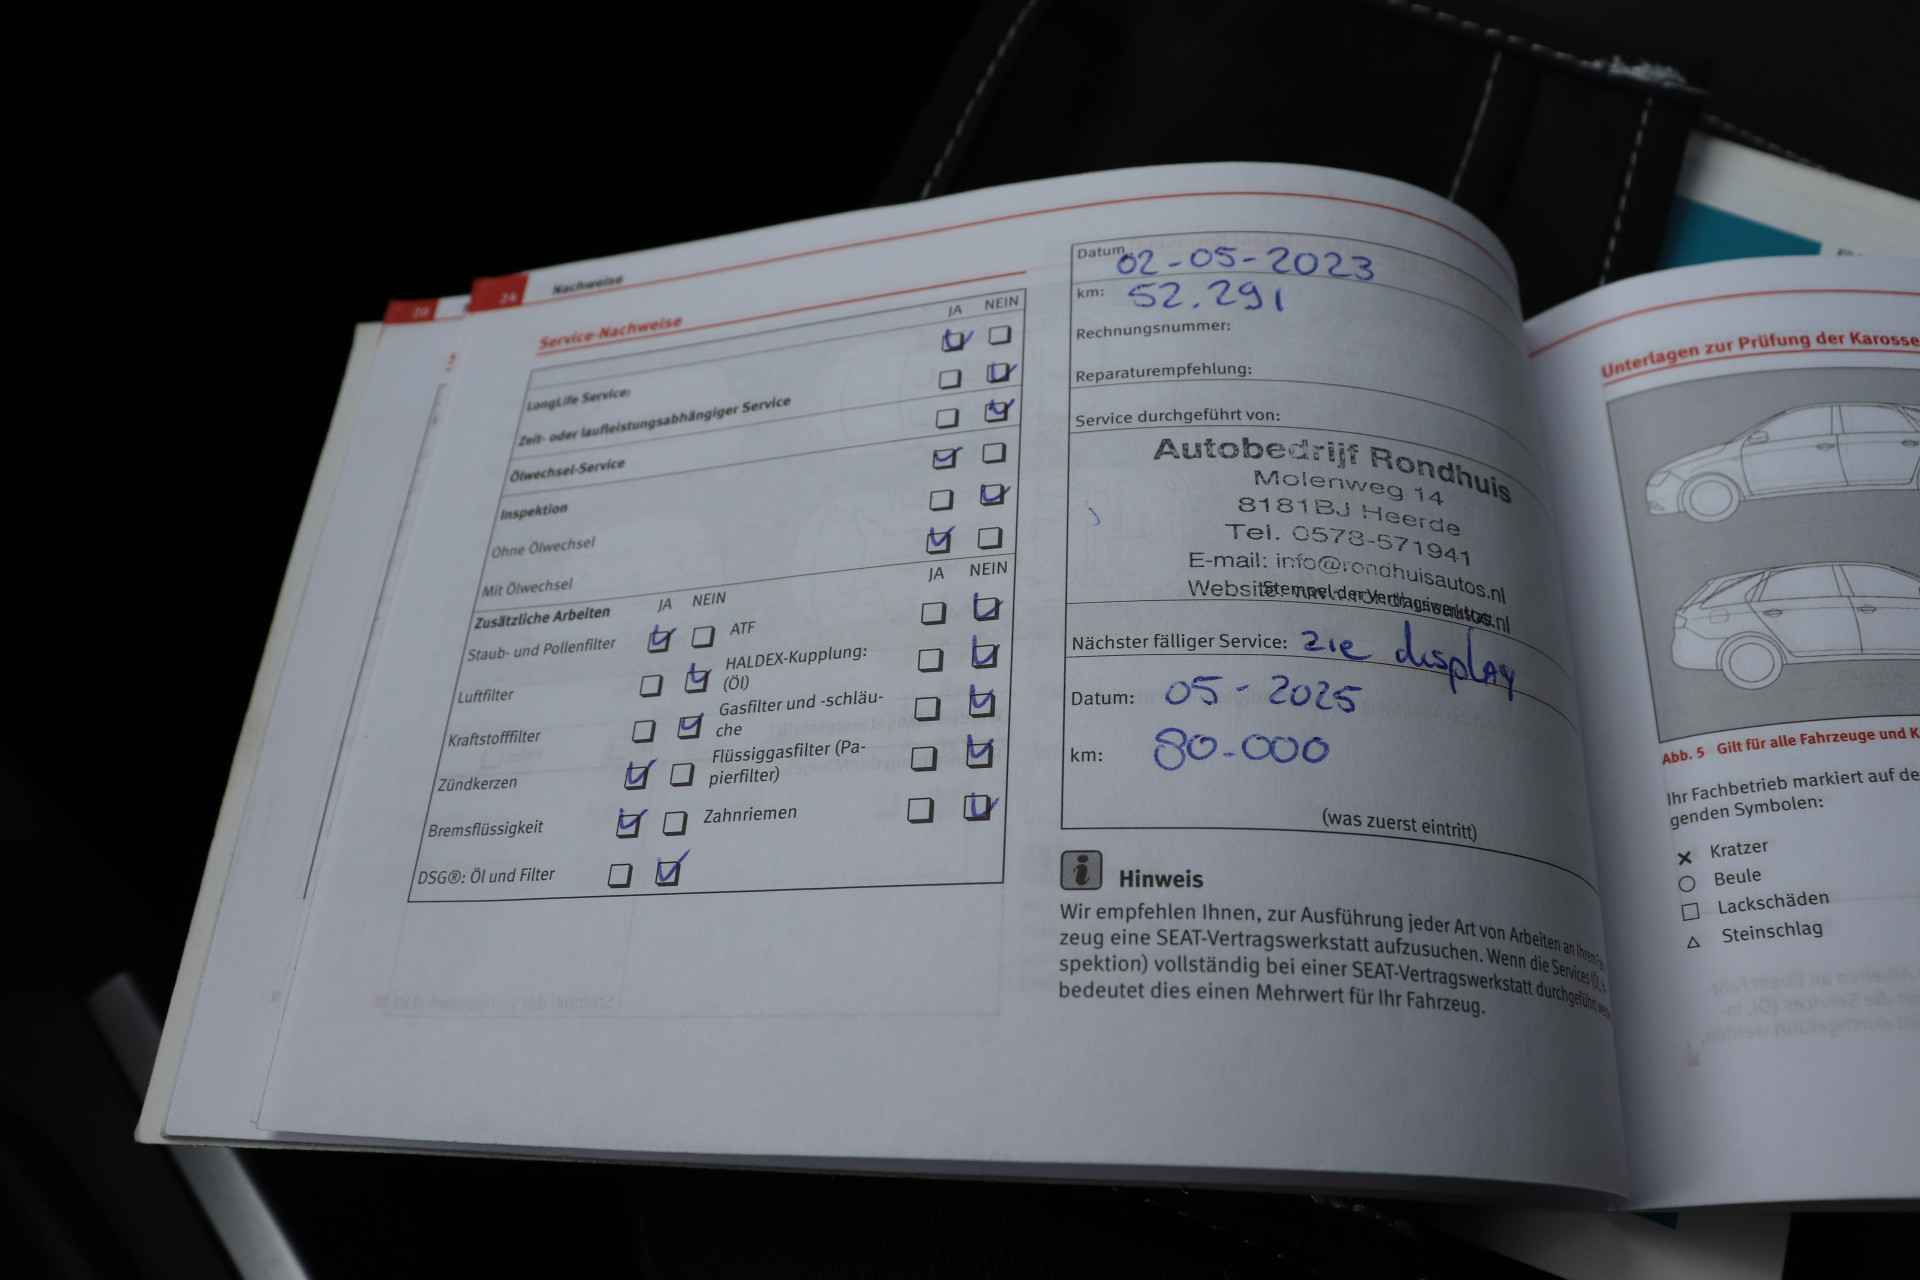 24
Nachweise
Service-Nachweise
JA NEIN
LongLife Service:
Zeit- oder laufleistungsabhängiger Service
Ölwechsel-Service
Inspektion
Ohne Ölwechsel
Mit Ölwechsel
Zusätzliche Arbeiten JA NEIN JA NEIN
Staub- und Pollenfilter ATF
Luftfilter HALDEX-Kupplung:
(Öl)
Kraftstofffilter Gasfilter und -schläu-
che
Zündkerzen Flüssiggasfilter (Pa-
pierfilter)
Bremsflüssigkeit Zahnriemen
DSG®: Öl und Filter
Datum: 02-05-2023
km: 52.291
Rechnungsnummer:
Reparaturempfehlung:
Service durchgeführt von:
Autobedrijf Rondhuis
Molenweg 14
8181BJ Heerde
Tel. 0578-571941
E-mail: info@rondhuisautos.nl
Website:
Stempel der Vertragswerkstatt
Nächster fälliger Service: zie display
Datum: 05-2025
km: 80-000
(was zuerst eintritt)
Hinweis
Wir empfehlen Ihnen, zur Ausführung jeder Art von Arbeiten an Ihrem
zeug eine SEAT-Vertragswerkstatt aufzusuchen. Wenn die Services (Öl,
spektion) vollständig bei einer SEAT-Vertragswerkstatt durchgeführt
bedeutet dies einen Mehrwert für Ihr Fahrzeug.
Unterlagen zur Prüfung der
Abb. 5 Gilt für alle Fahrzeuge und
Ihr Fachbetrieb markiert auf
genden Symbolen:
Kratzer
Beule
Lackschäden
Steinschlag